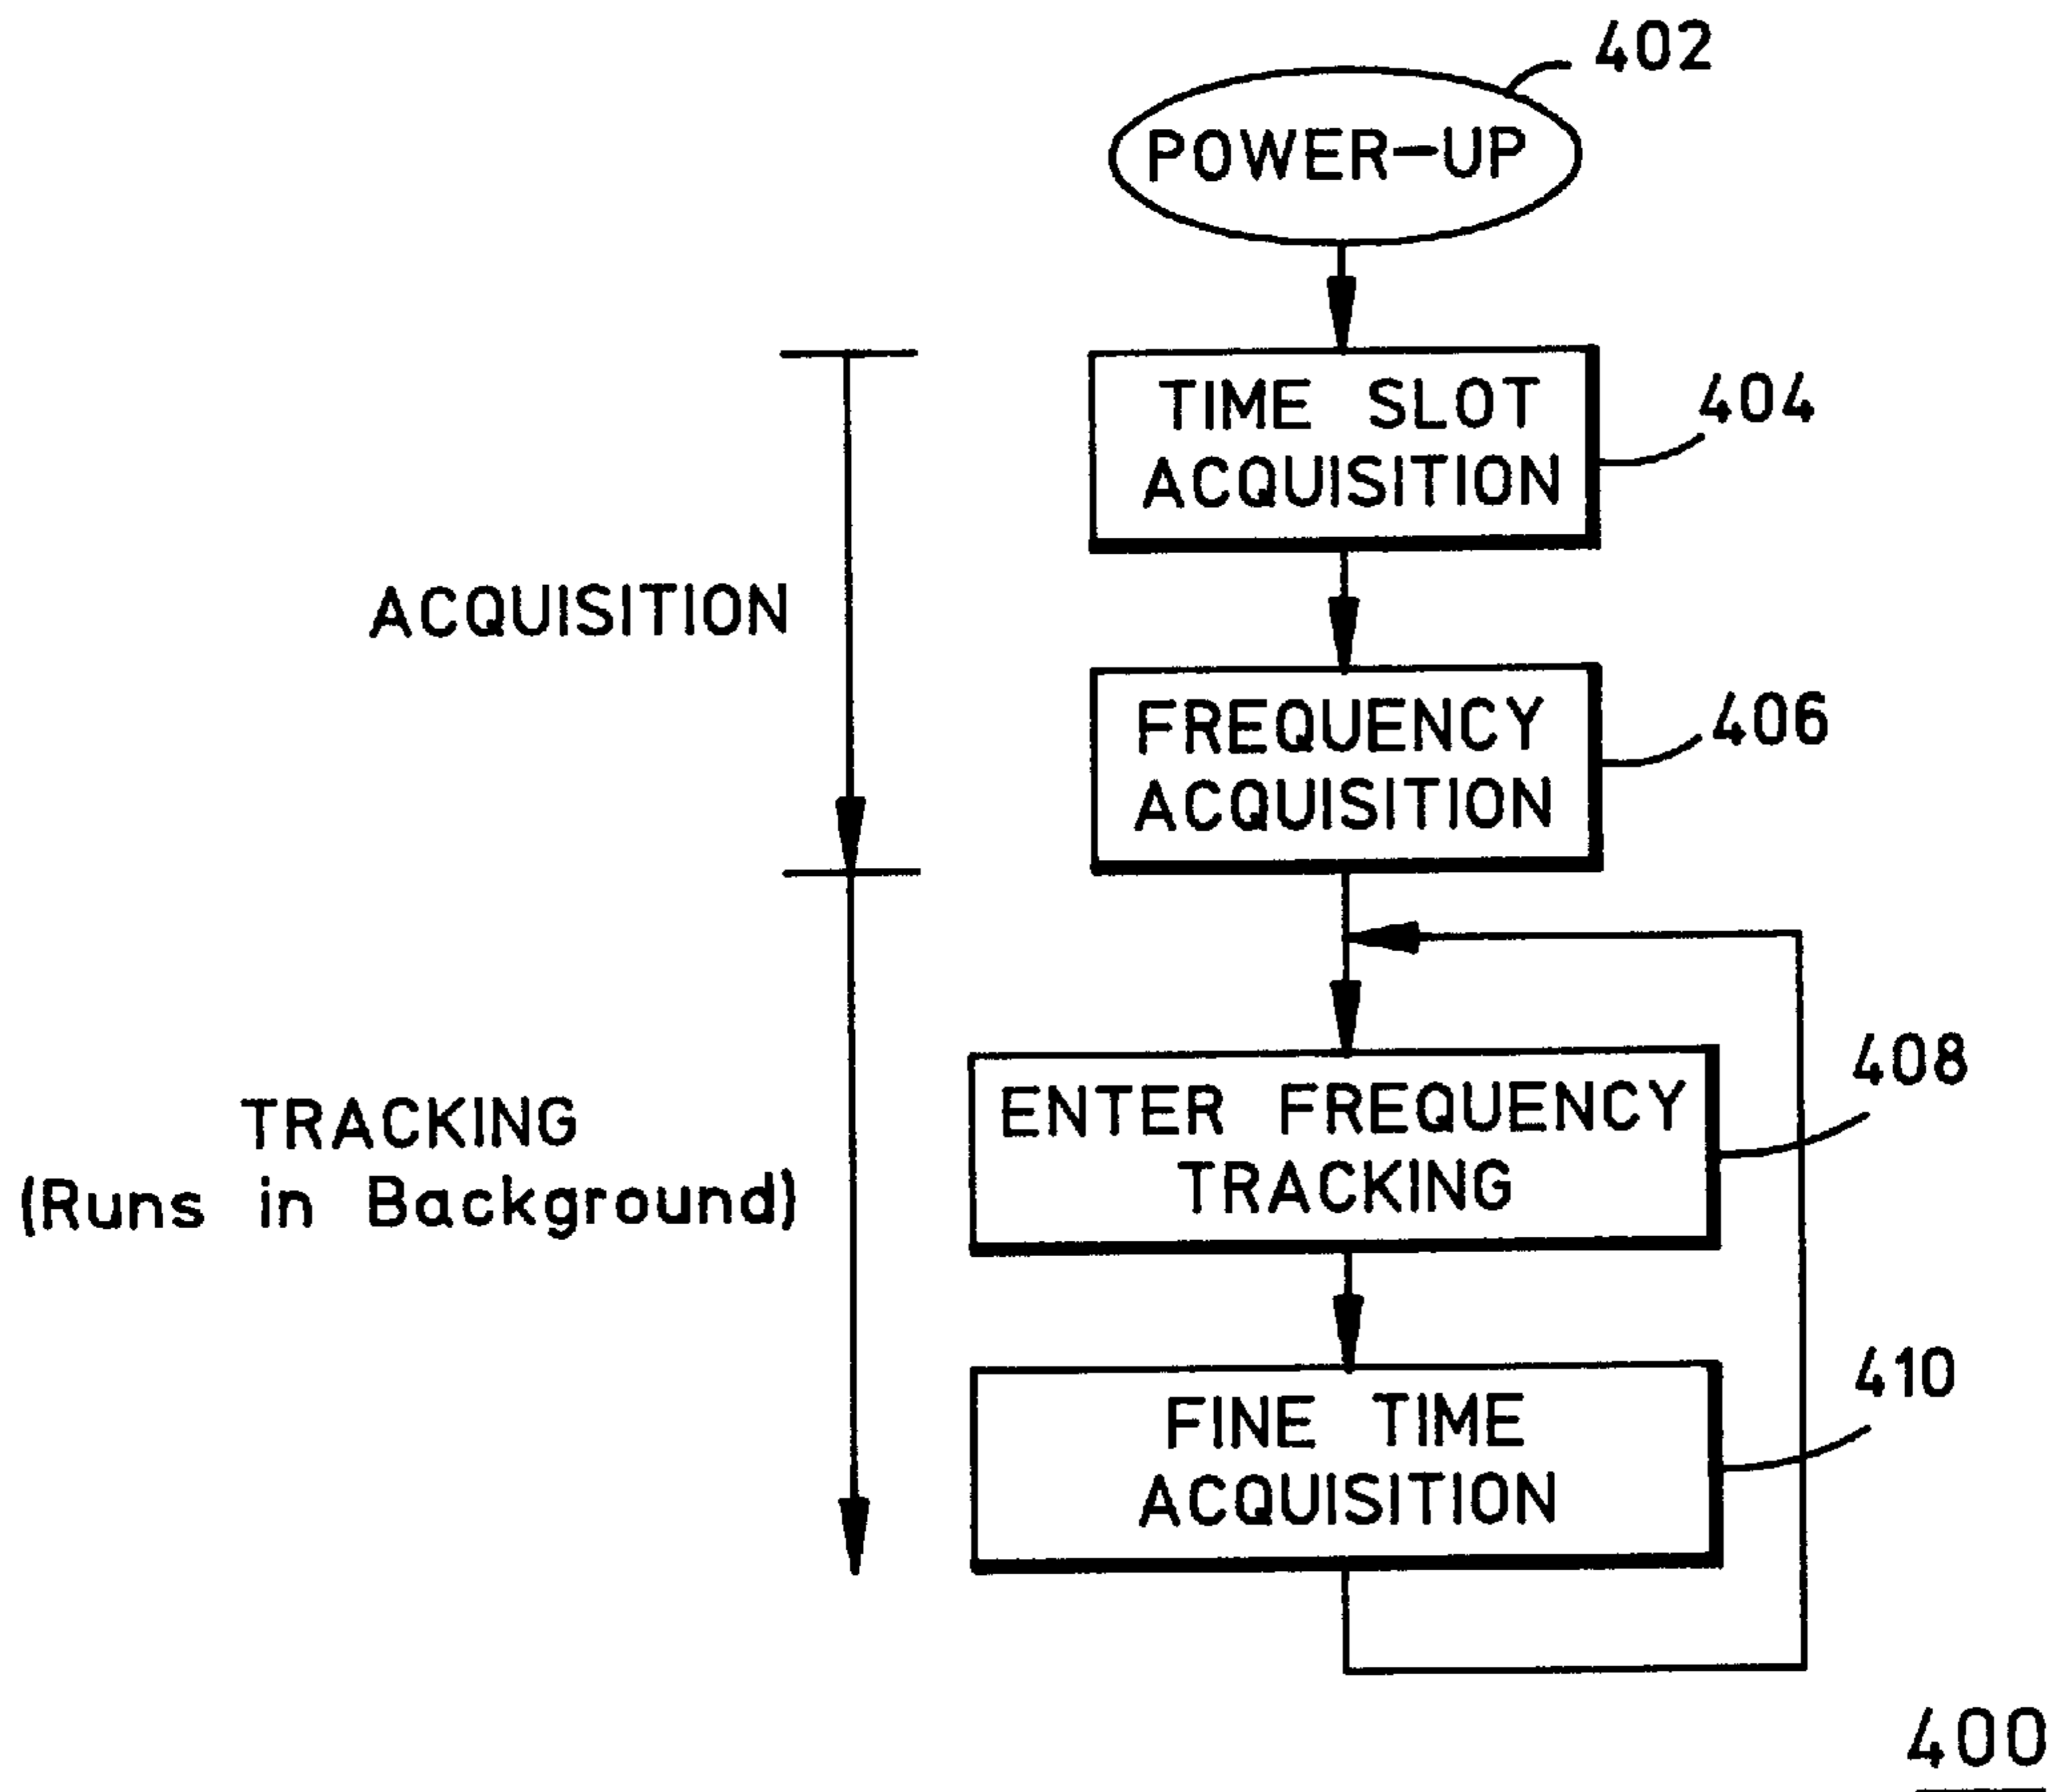 402
POWER-UP
TIME SLOT
ACQUISITION
404
ACQUISITION
FREQUENCY
ACQUISITION
406
TRACKING
(Runs in Background)
ENTER FREQUENCY
TRACKING
408
FINE TIME
ACQUISITION
410
400